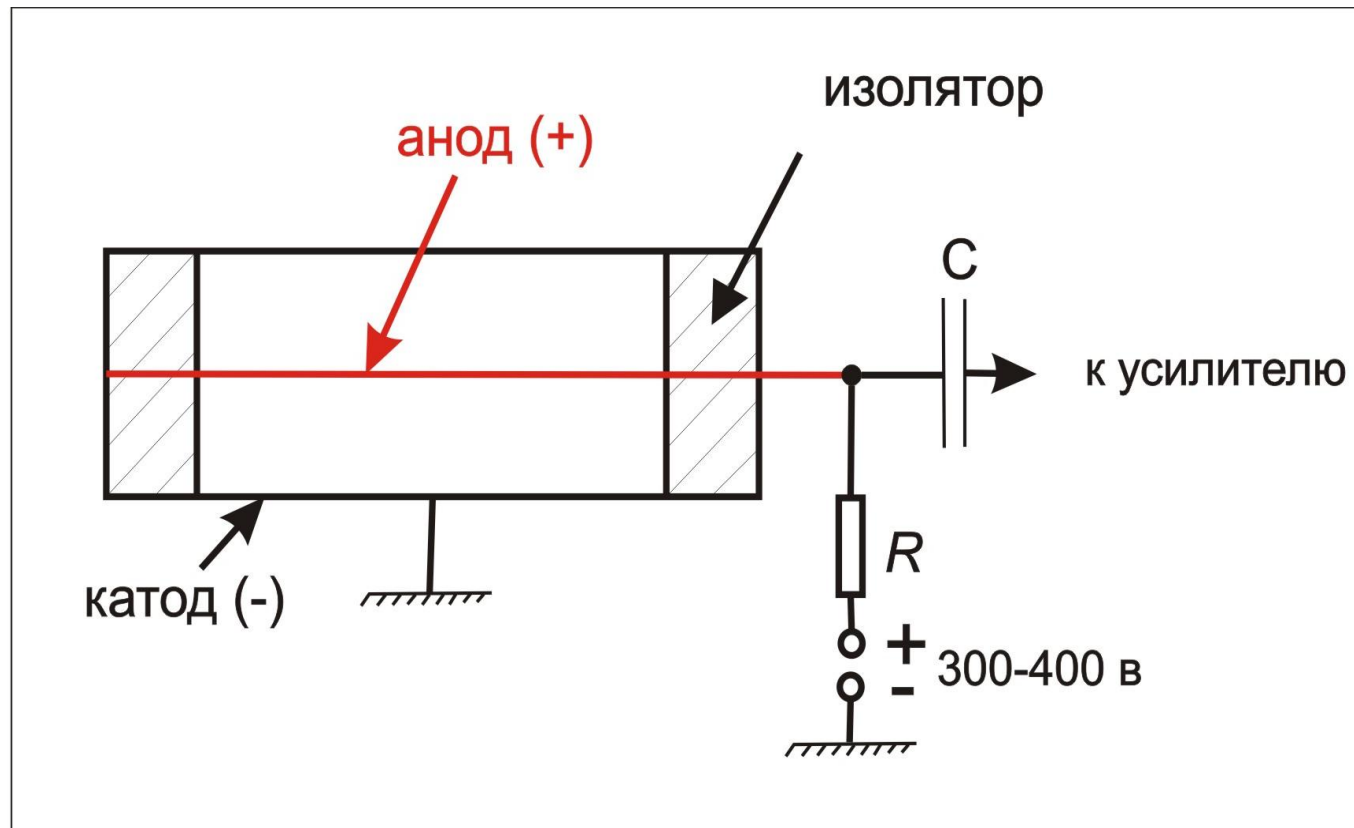 изолятор
анод (+)
C
к усилителю
катод (-)
R
+
-
300-400 в